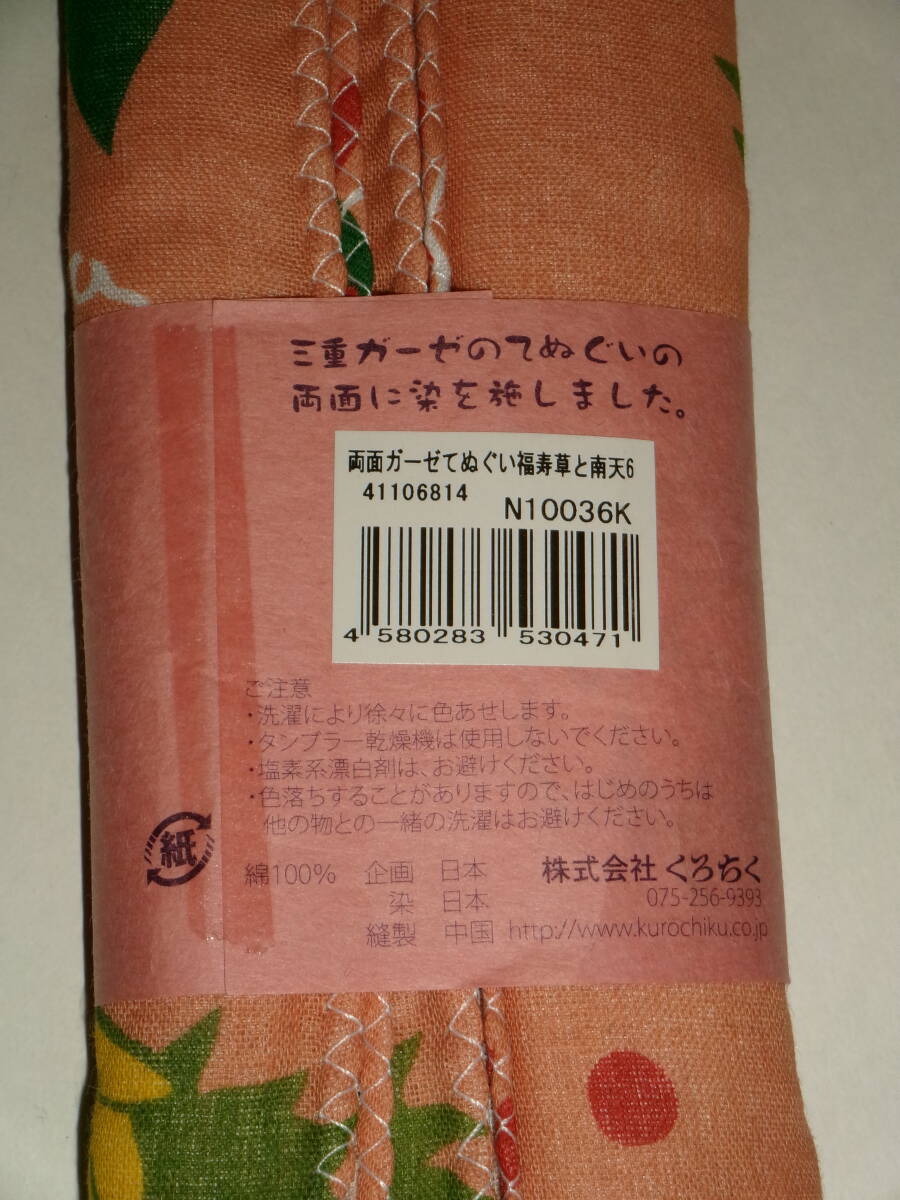 三重ガーゼのてぬぐいの
両面に染を施しました。
両面ガーゼてぬぐい福寿草と南天6
41106814
N10036K
4 580283 530471
ご注意
・洗濯により徐々に色あせします。
・タンブラー乾燥機は使用しないでください。
・塩素系漂白剤は、お避けください。
・色落ちすることがありますので、はじめのうちは
他の物との一緒の洗濯はお避けください。
紙
綿100% 企画 日本 株式会社 くろちく
染 日本 075-256-9393
縫製 中国 http://www.kurochiku.co.jp